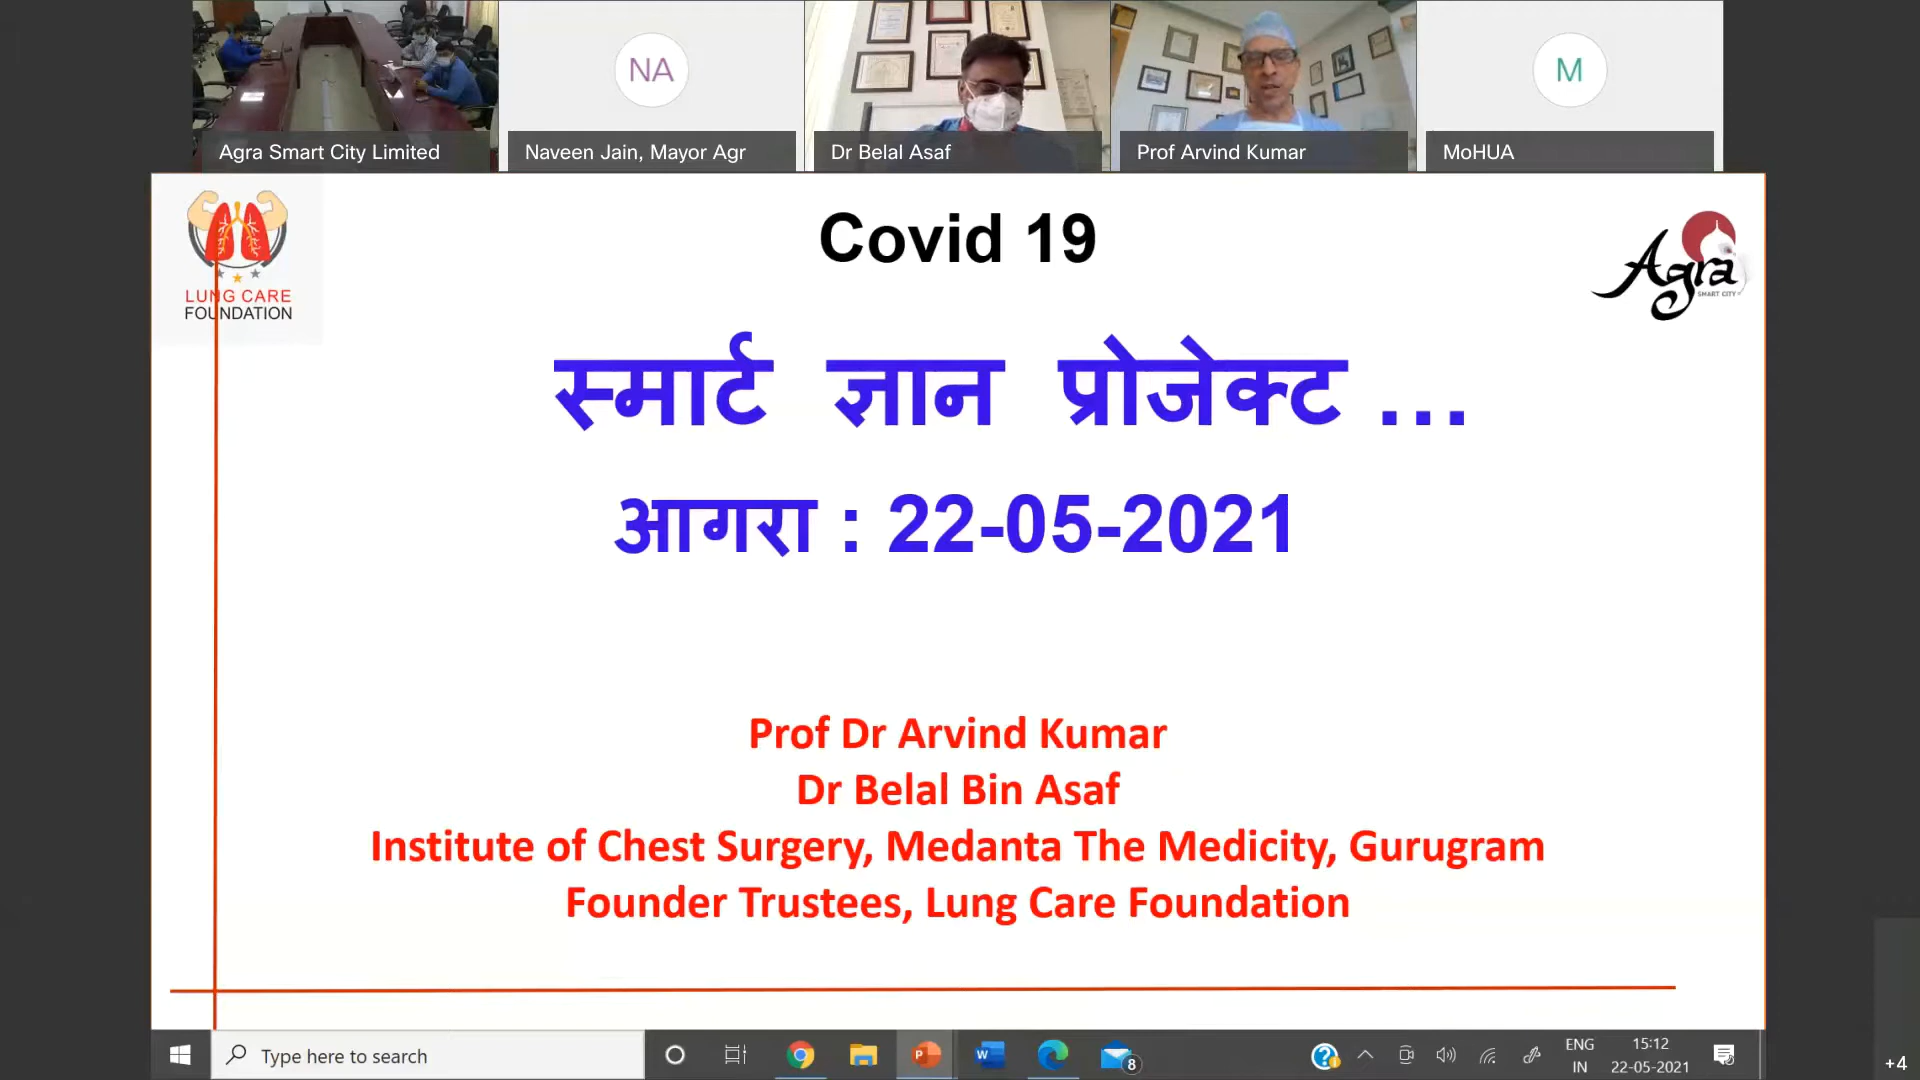 NA
M
Agra Smart City Limited
Naveen Jain, Mayor Agr
Dr Belal Asaf
Prof Arvind Kumar
MoHUA
LUNG CARE
FOUNDATION
Covid 19
Agra
SMART CITY
स्मार्ट ज्ञान प्रोजेक्ट ...
आगरा : 22-05-2021
Prof Dr Arvind Kumar
Dr Belal Bin Asaf
Institute of Chest Surgery, Medanta The Medicity, Gurugram
Founder Trustees, Lung Care Foundation
Type here to search
P
W
8
?
ENG
IN
15:12
22-05-2021
+4